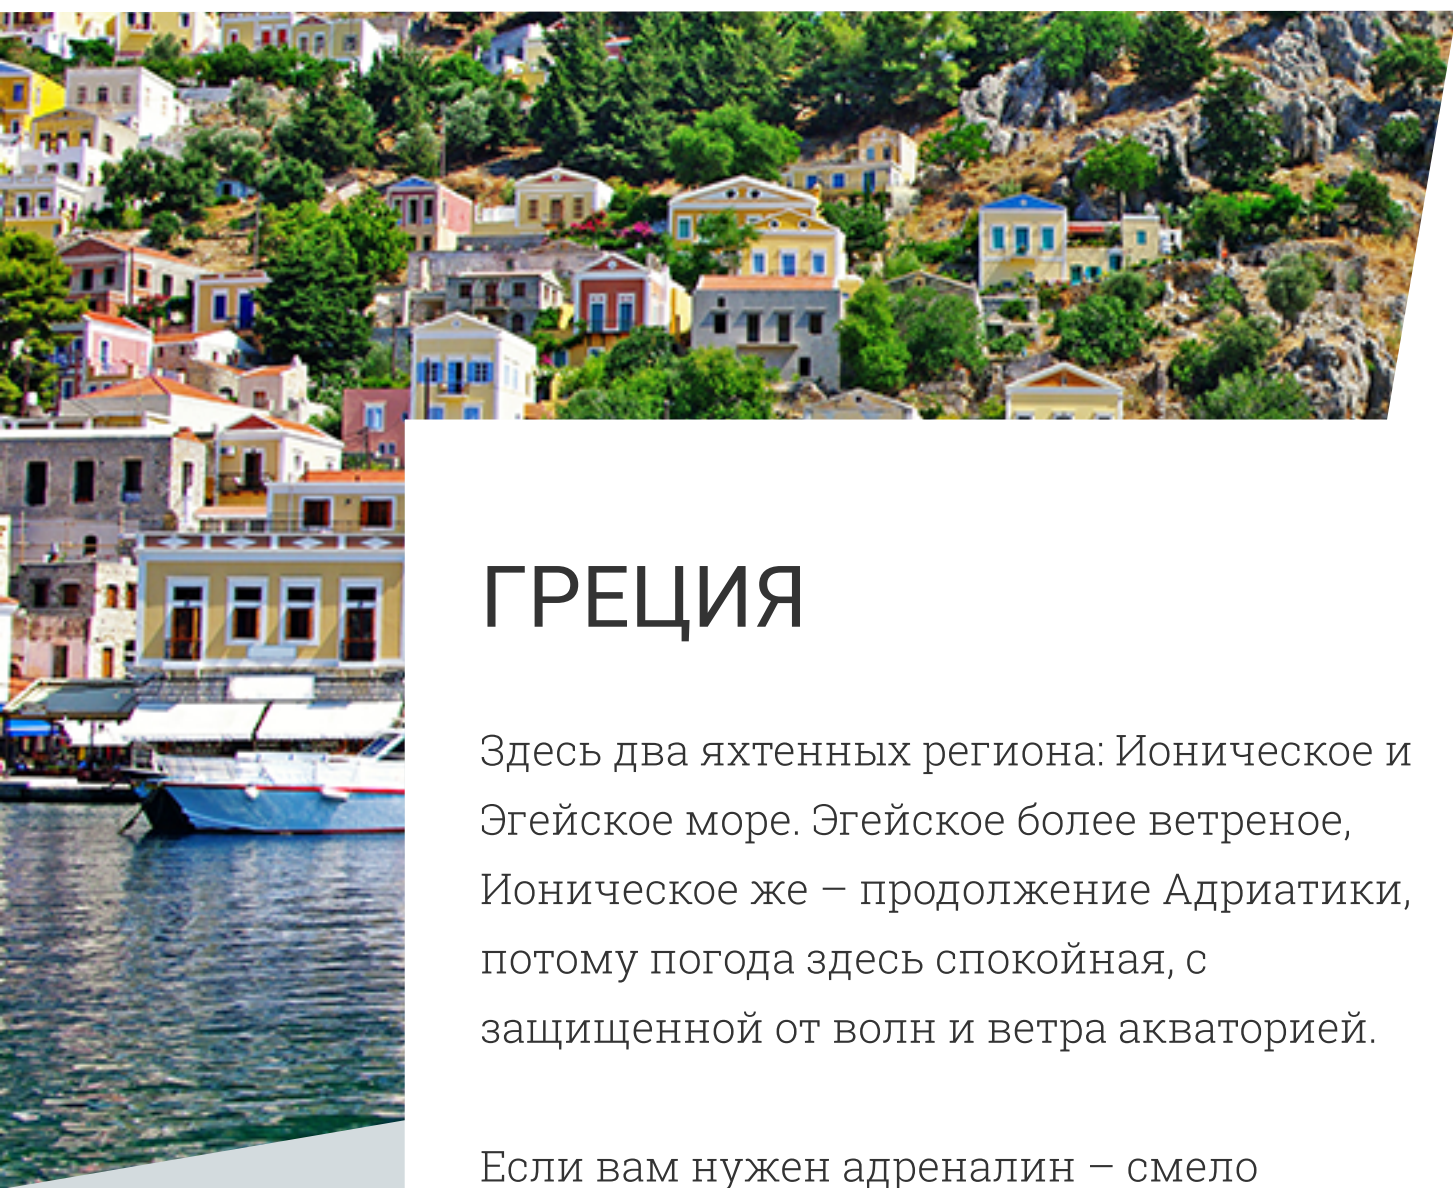 ГРЕЦИЯ
Здесь два яхтенных региона: Ионическое и
Эгейское море. Эгейское более ветреное,
Ионическое же – продолжение Адриатики,
потому погода здесь спокойная, с
защищенной от волн и ветра акваторией.
Если вам нужен адреналин – смело